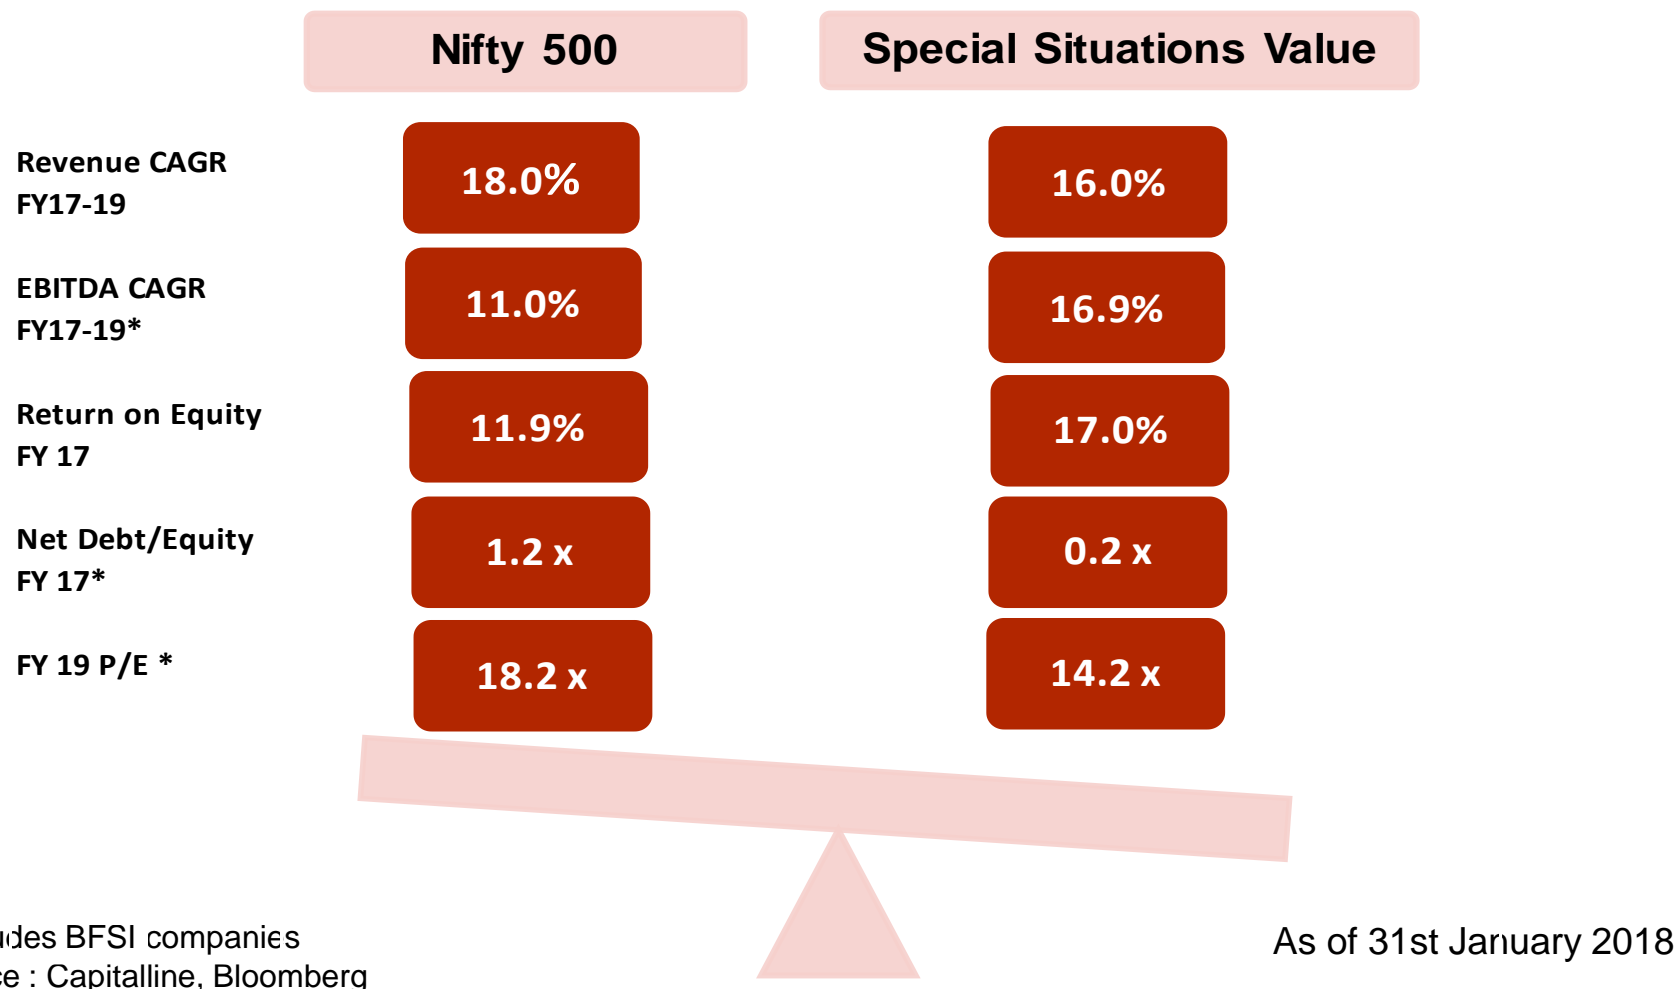 Nifty 500 Special Situations Value
Revenue CAGR
FY17-19
18.0% 16.0%
EBITDA CAGR
FY17-19*
11.0% 16.9%
Return on Equity
FY 17
11.9% 17.0%
Net Debt/Equity
FY 17*
1.2 x 0.2 x
FY 19 P/E *
18.2 x 14.2 x
BFSI companies
: Capitalline, Bloomberg
As of 31st January 2018